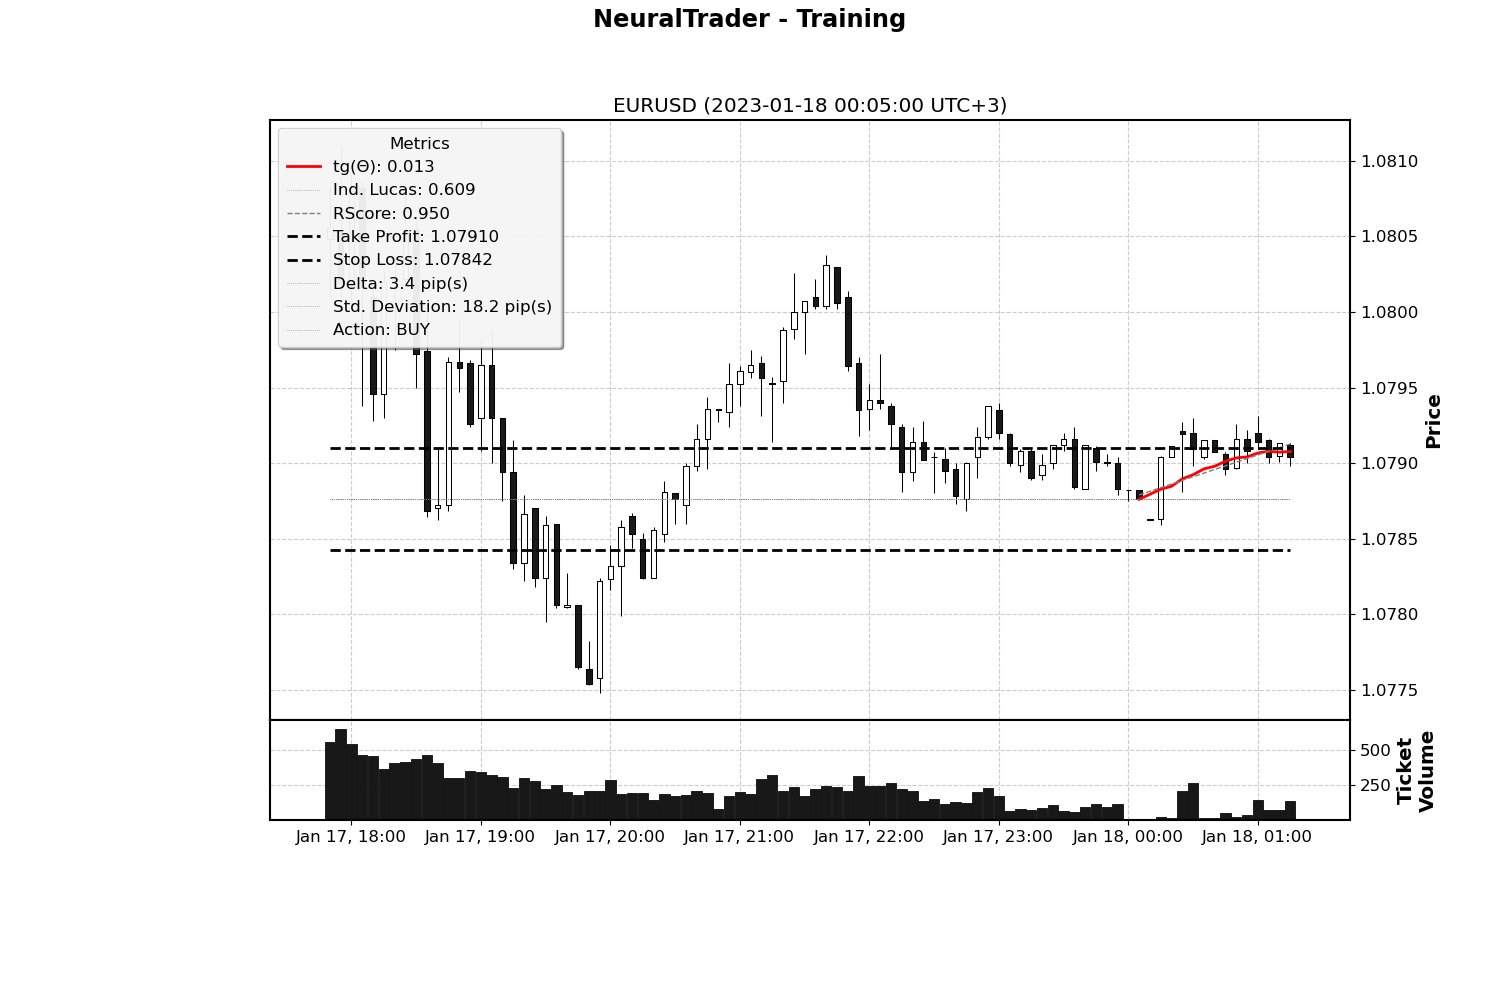 NeuralTrader - Training
EURUSD (2023-01-18 00:05:00 UTC+3)
Metrics
tg(Θ): 0.013
Ind. Lucas: 0.609
RScore: 0.950
Take Profit: 1.07910
Stop Loss: 1.07842
Delta: 3.4 pip(s)
Std. Deviation: 18.2 pip(s)
Action: BUY
1.0810
1.0805
1.0800
1.0795
1.0790
1.0785
1.0780
1.0775
Price
500
250
Ticket
Volume
Jan 17, 18:00
Jan 17, 19:00
Jan 17, 20:00
Jan 17, 21:00
Jan 17, 22:00
Jan 17, 23:00
Jan 18, 00:00
Jan 18, 01:00